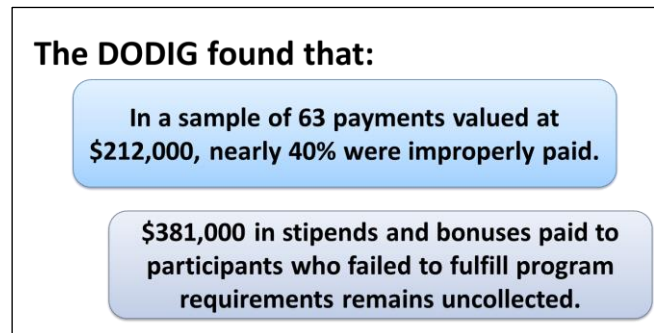 The DODIG found that:
In a sample of 63 payments valued at
$212,000, nearly 40% were improperly paid.
$381,000 in stipends and bonuses paid to
participants who failed to fulfill program
requirements remains uncollected.